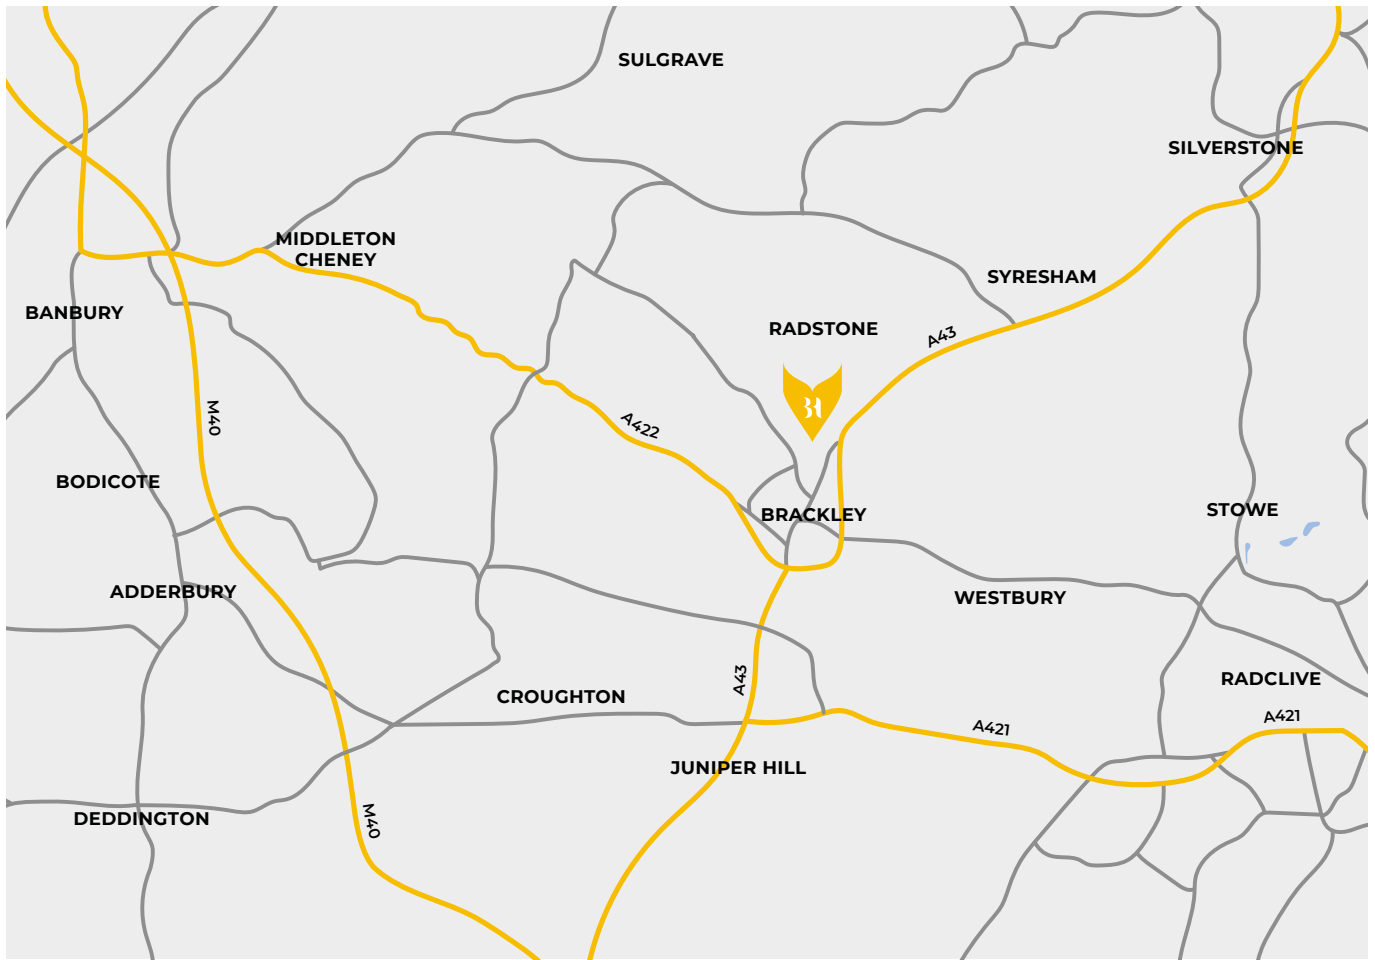 SULGRAVE
SILVERSTONE
MIDDLETON
CHENEY
SYRESHAM
BANBURY
RADSTONE
A43
M40
A422
BODICOTE
STOWE
BRACKLEY
ADDERBURY
WESTBURY
A43
RADCLIVE
CROUGHTON
A421
A421
JUNIPER HILL
DEDDINGTON
M40